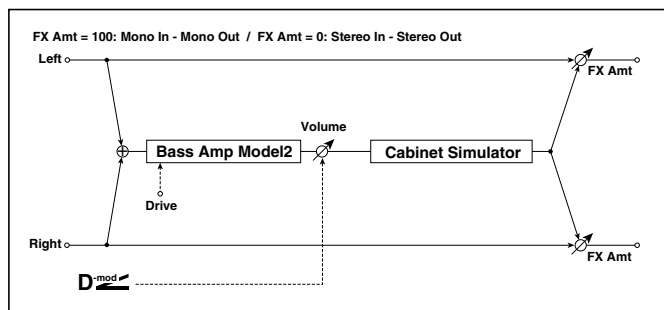 FX Amt = 100: Mono In - Mono Out / FX Amt = 0: Stereo In - Stereo Out
Left
FX Amt
Volume
Bass Amp Model2
Cabinet Simulator
Drive
Right
FX Amt
D-mod